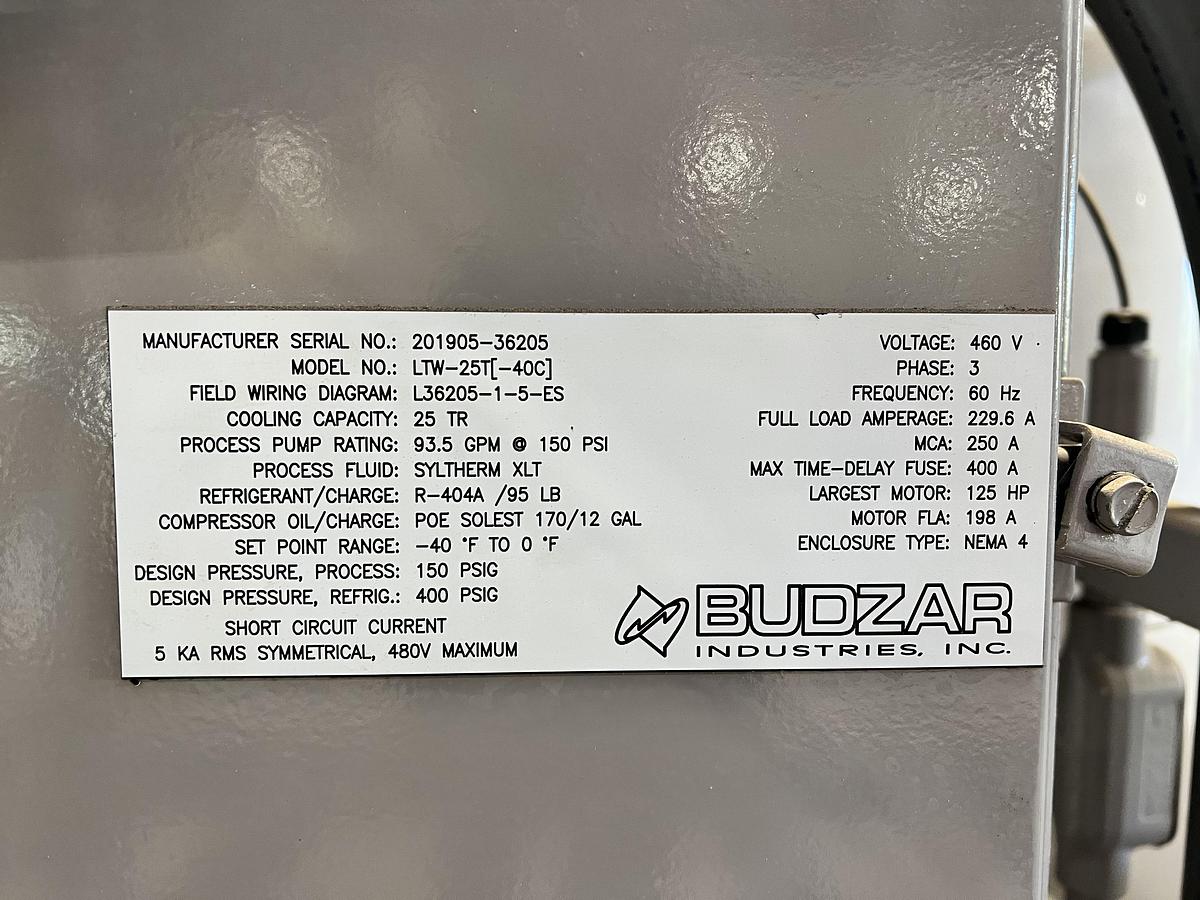 MANUFACTURER SERIAL NO.: 201905-36205
MODEL NO.: LTW-25T[-40C]
FIELD WIRING DIAGRAM: L36205-1-5-ES
COOLING CAPACITY: 25 TR
PROCESS PUMP RATING: 93.5 GPM @ 150 PSI
PROCESS FLUID: SYLTHERM XLT
REFRIGERANT/CHARGE: R-404A /95 LB
COMPRESSOR OIL/CHARGE: POE SOLEST 170/12 GAL
SET POINT RANGE: -40 °F TO 0 °F
DESIGN PRESSURE, PROCESS: 150 PSIG
DESIGN PRESSURE, REFRIG.: 400 PSIG
SHORT CIRCUIT CURRENT
5 KA RMS SYMMETRICAL, 480V MAXIMUM
VOLTAGE: 460 V
PHASE: 3
FREQUENCY: 60 Hz
FULL LOAD AMPERAGE: 229.6 A
MCA: 250 A
MAX TIME-DELAY FUSE: 400 A
LARGEST MOTOR: 125 HP
MOTOR FLA: 198 A
ENCLOSURE TYPE: NEMA 4
BUDZAR
INDUSTRIES, INC.